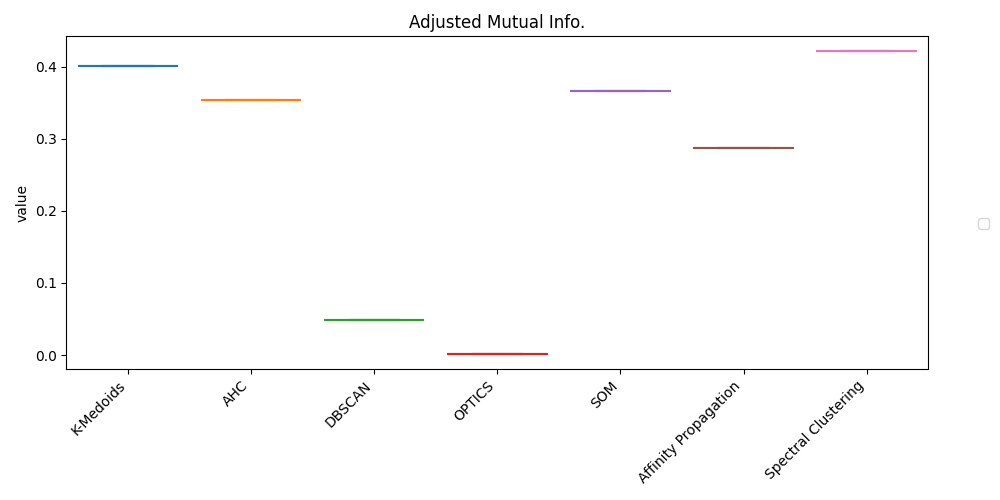 Adjusted Mutual Info.
value
0.4
0.3
0.2
0.1
0.0
K-Medoids
AHC
DBSCAN
OPTICS
SOM
Affinity Propagation
Spectral Clustering